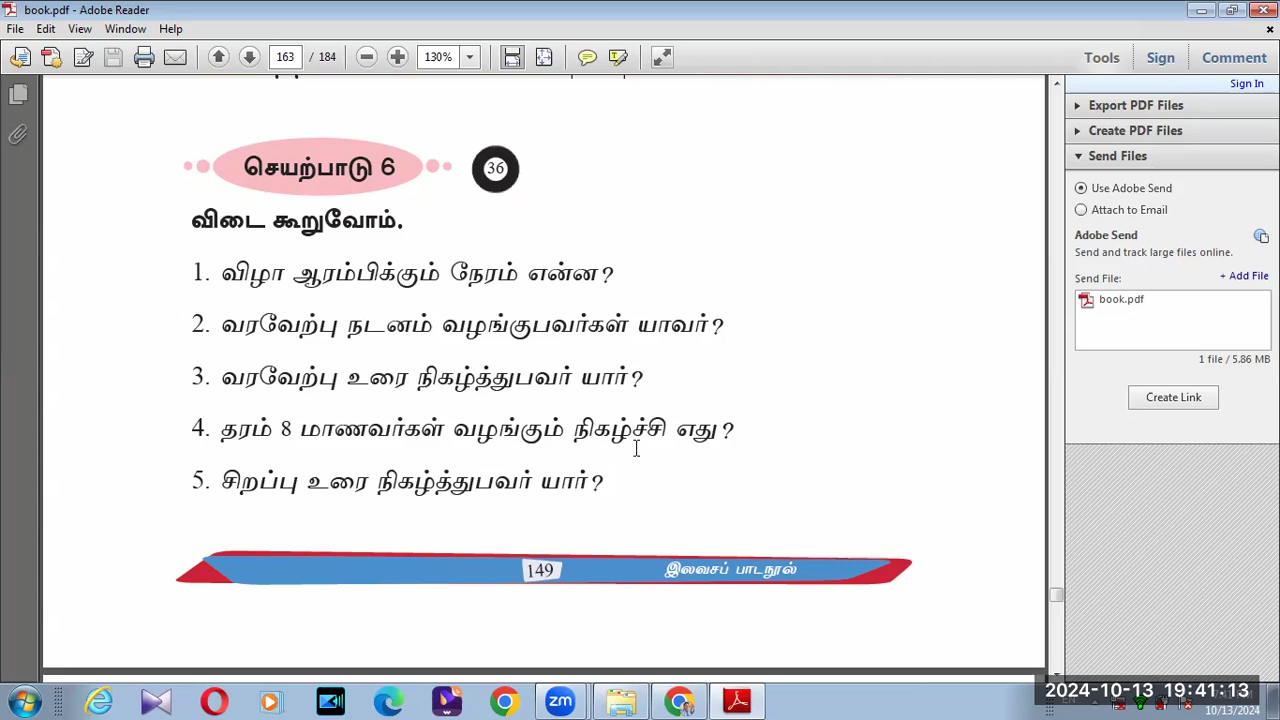 book.pdf - Adobe Reader
File Edit View Window Help
163 / 184 130% Tools Sign Comment
Sign In
Export PDF Files
Create PDF Files
Send Files
Use Adobe Send
Attach to Email
Adobe Send
Send and track large files online.
+ Add File
Send File:
book.pdf
1 file / 5.86 MB
Create Link
செயற்பாடு 6 36
விடை கூறுவோம்.
1. விழா ஆரம்பிக்கும் நேரம் என்ன?
2. வரவேற்பு நடனம் வழங்குபவர்கள் யாவர்?
3. வரவேற்பு உரை நிகழ்த்துபவர் யார்?
4. தரம் 8 மாணவர்கள் வழங்கும் நிகழ்ச்சி எது?
5. சிறப்பு உரை நிகழ்த்துபவர் யார்?
149 இலவசப் பாடநூல்
zm
2024-10-13 19:41:13
10/13/2024